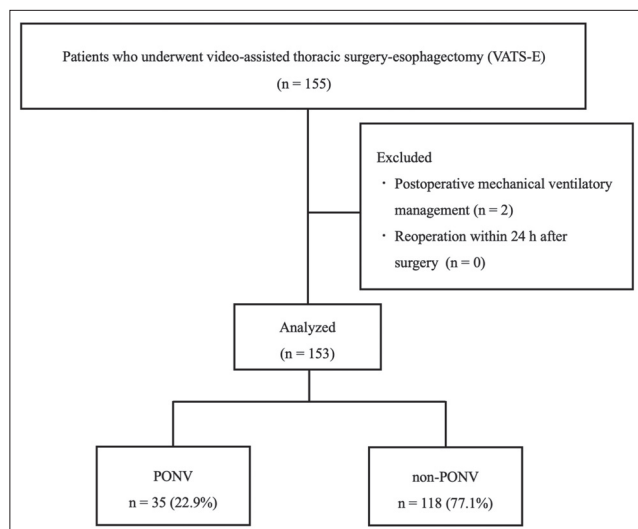 Patients who underwent video-assisted thoracic surgery-esophagectomy (VATS-E)
(n = 155)
Excluded
・ Postoperative mechanical ventilatory
management (n = 2)
・ Reoperation within 24 h after
surgery (n = 0)
Analyzed
(n = 153)
PONV
n = 35 (22.9%)
non-PONV
n = 118 (77.1%)